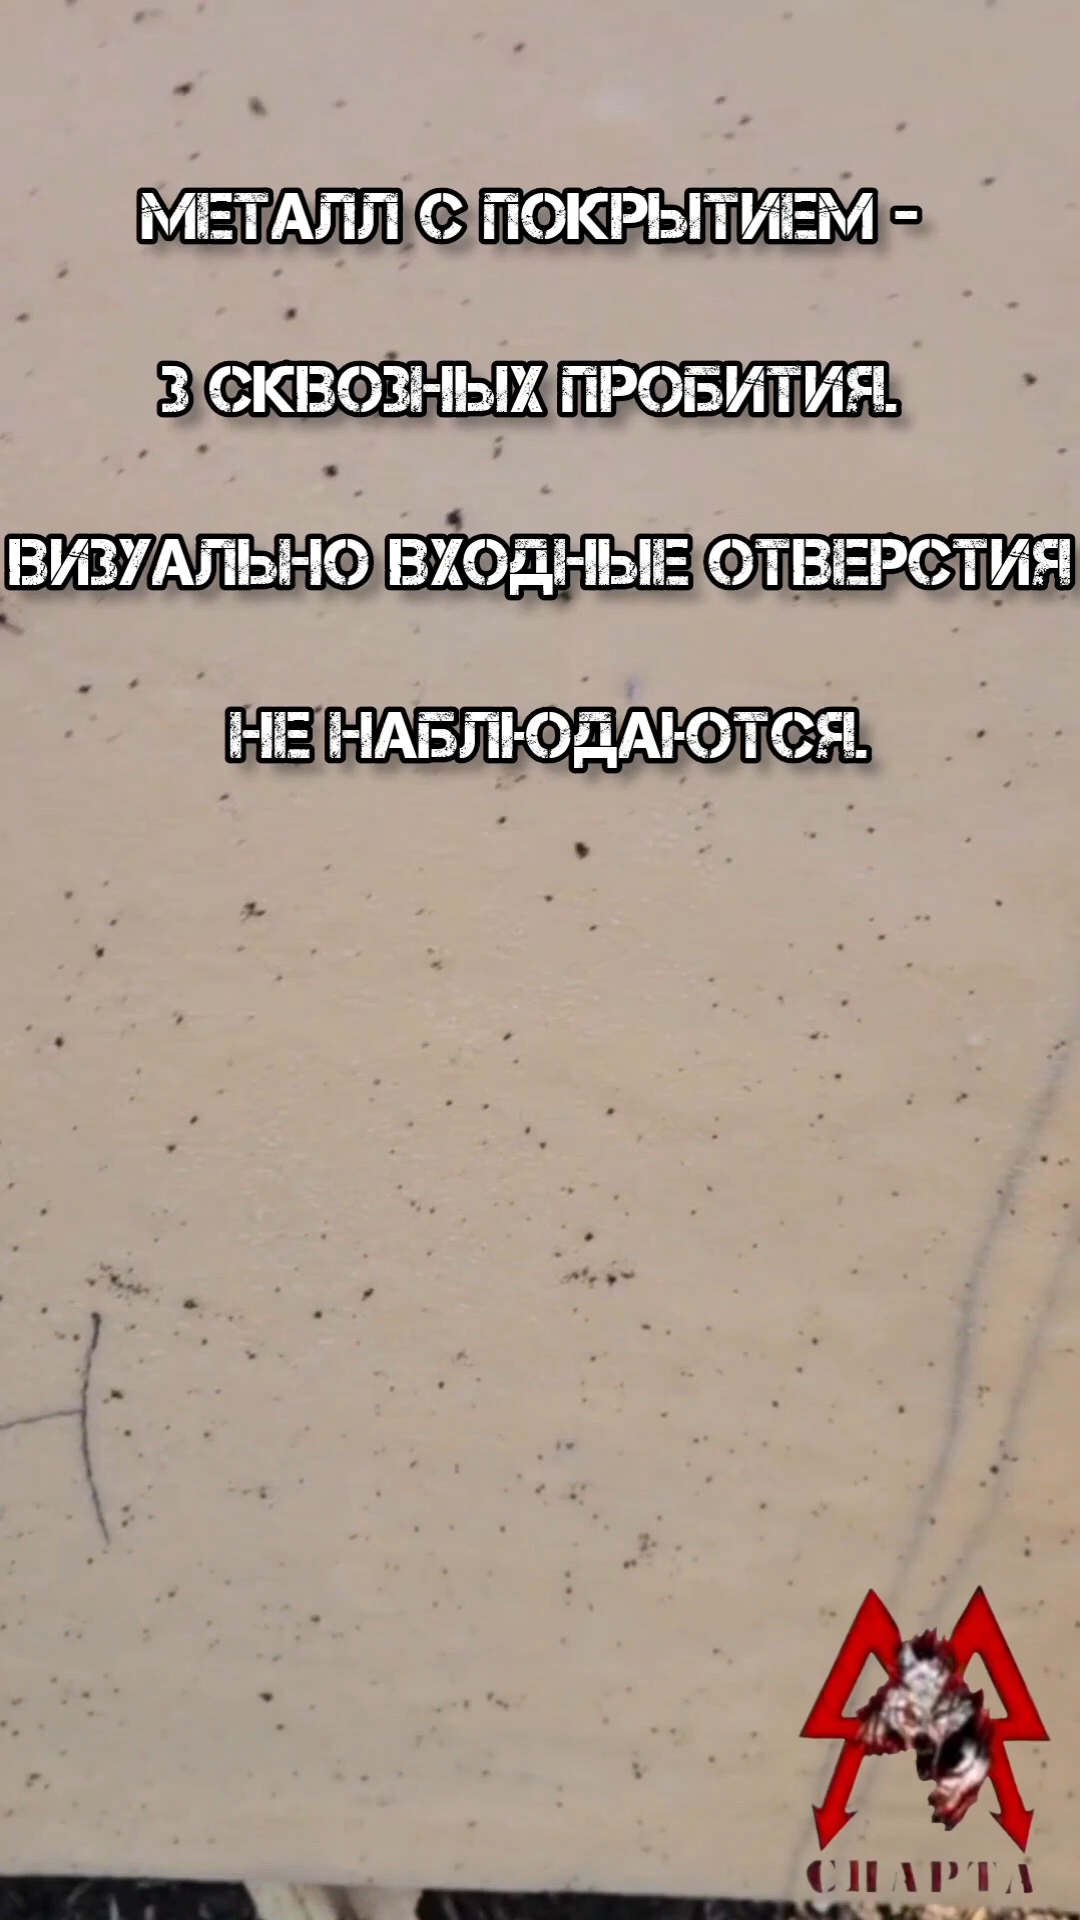 МЕТАЛЛ С ПОКРЫТИЕМ -
3 СКВОЗНЫХ ПРОБИТИЯ.
ВИЗУАЛЬНО ВХОДНЫЕ ОТВЕРСТИЯ
НЕ НАБЛЮДАЮТСЯ.
СПАРТА